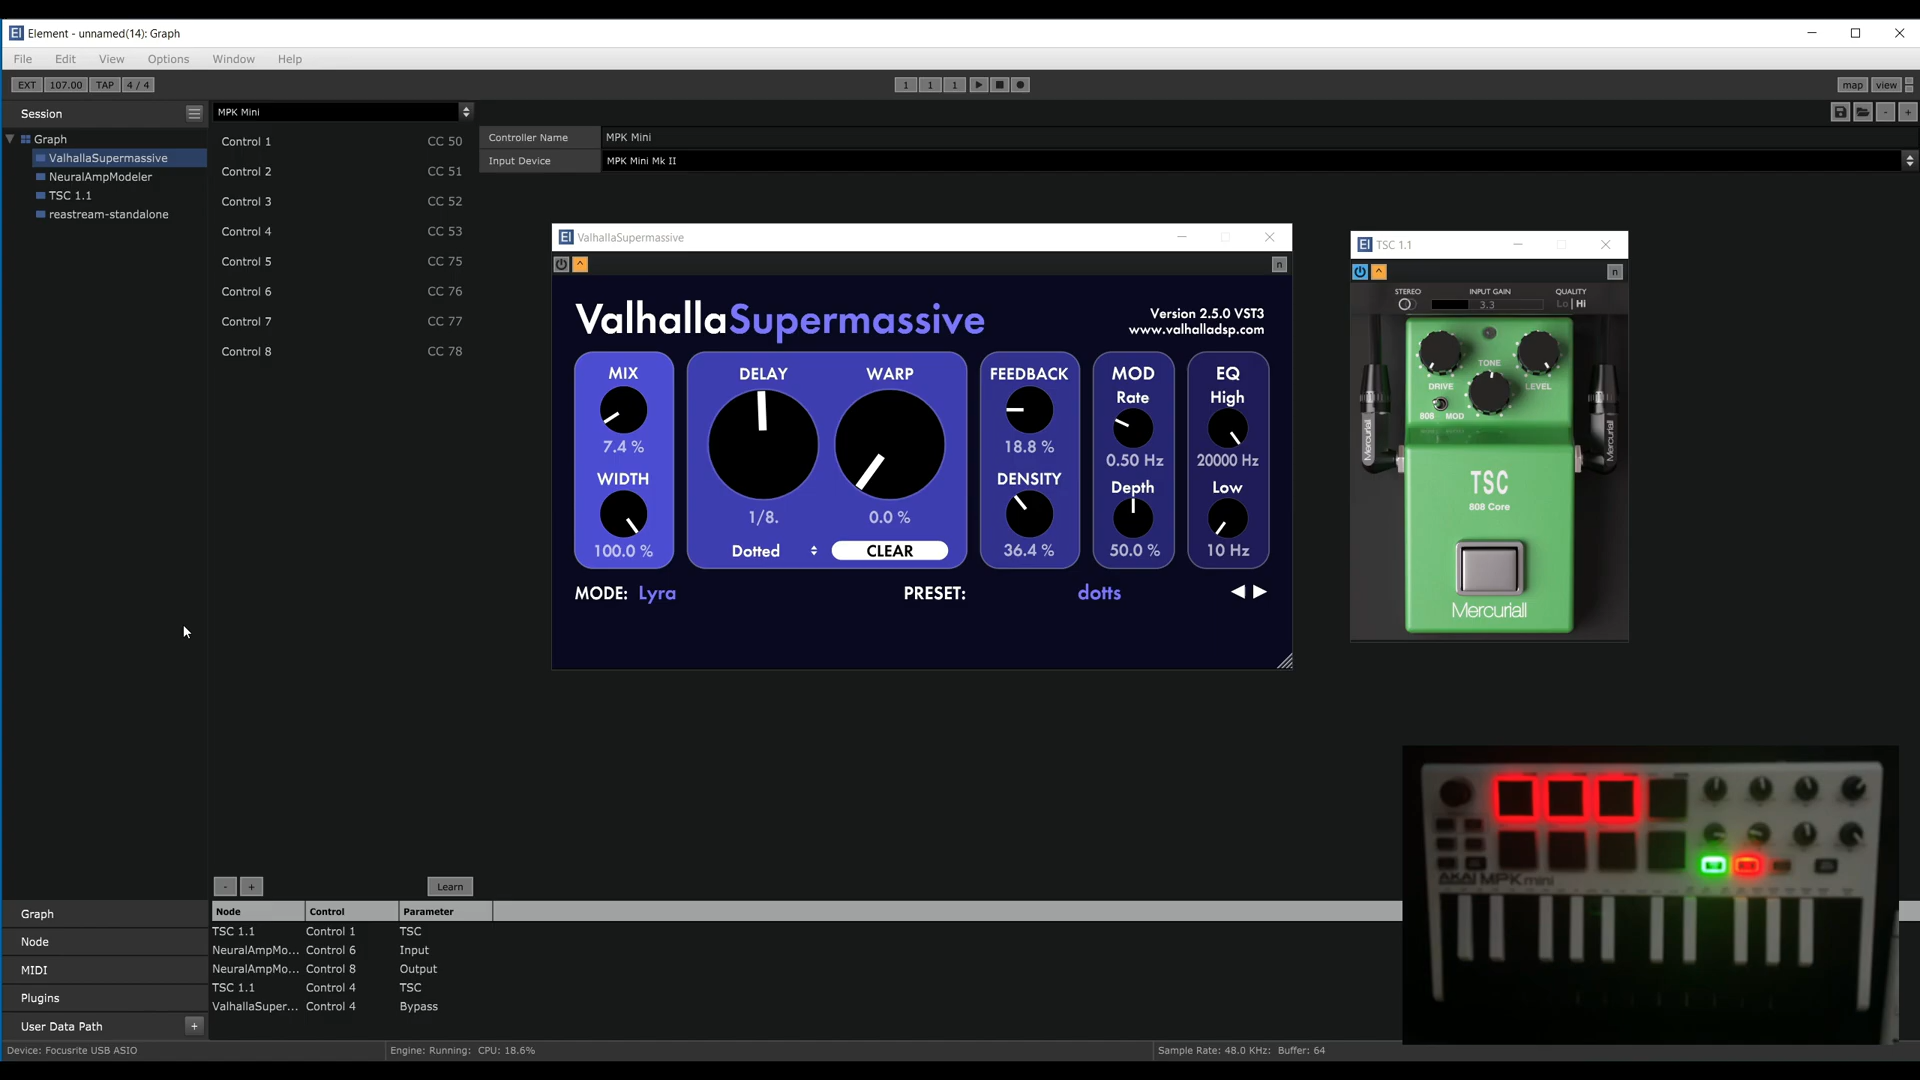 Element - unnamed(14): Graph
File Edit View Options Window Help
EXT 107.00 TAP 4 / 4 1 1 1 map view
Session
MPK Mini
- +
Graph
ValhallaSupermassive
NeuralAmpModeler
TSC 1.1
reastream-standalone
Control 1 CC 50
Control 2 CC 51
Control 3 CC 52
Control 4 CC 53
Control 5 CC 75
Control 6 CC 76
Control 7 CC 77
Control 8 CC 78
Controller Name MPK Mini
Input Device MPK Mini Mk II
EI ValhallaSupermassive
n
ValhallaSupermassive
Version 2.5.0 VST3
www.valhalladsp.com
MIX
7.4 %
WIDTH
100.0 %
DELAY
1/8.
Dotted
WARP
0.0 %
CLEAR
FEEDBACK
18.8 %
DENSITY
36.4 %
MOD
Rate
0.50 Hz
Depth
50.0 %
EQ
High
20000 Hz
Low
10 Hz
MODE: Lyra PRESET: dotts
EI TSC 1.1
n
STEREO INPUT GAIN QUALITY
3.3 Lo | Hi
TONE
DRIVE LEVEL
808 MOD
Mercuriall
Mercuriall
TSC
808 Core
Mercuriall
AKAI MPK mini
- + Learn
Graph
Node
MIDI
Plugins
User Data Path +
Node Control Parameter
TSC 1.1 Control 1 TSC
NeuralAmpMo... Control 6 Input
NeuralAmpMo... Control 8 Output
TSC 1.1 Control 4 TSC
ValhallaSuper... Control 4 Bypass
Device: Focusrite USB ASIO Engine: Running: CPU: 18.6% Sample Rate: 48.0 KHz: Buffer: 64